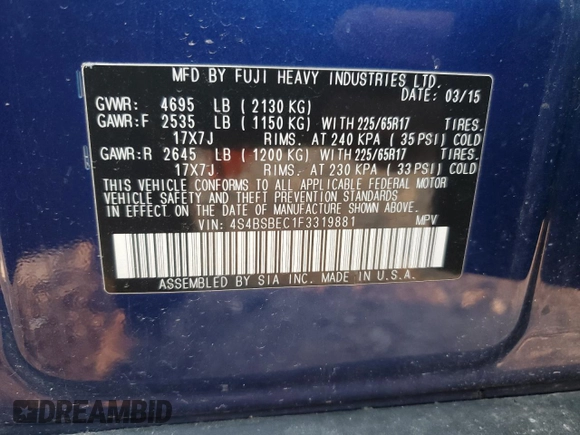 MFD BY FUJI HEAVY INDUSTRIES LTD.
DATE: 03/15
GVWR: 4695 LB ( 2130 KG)
GAWR:F 2535 LB ( 1150 KG) WITH 225/65R17 TIRES.
17X7J RIMS. AT 240 KPA ( 35 PSI) COLD
GAWR:R 2645 LB ( 1200 KG) WITH 225/65R17 TIRES.
17X7J RIMS. AT 230 KPA ( 33 PSI) COLD
THIS VEHICLE CONFORMS TO ALL APPLICABLE FEDERAL MOTOR
VEHICLE SAFETY AND THEFT PREVENTION STANDARDS
IN EFFECT ON THE DATE OF MANUFACTURE SHOWN ABOVE.
VIN: 4S4BSBEC1F3319881 MPV
ASSEMBLED BY SIA INC. MADE IN U.S.A.
DREAMBID